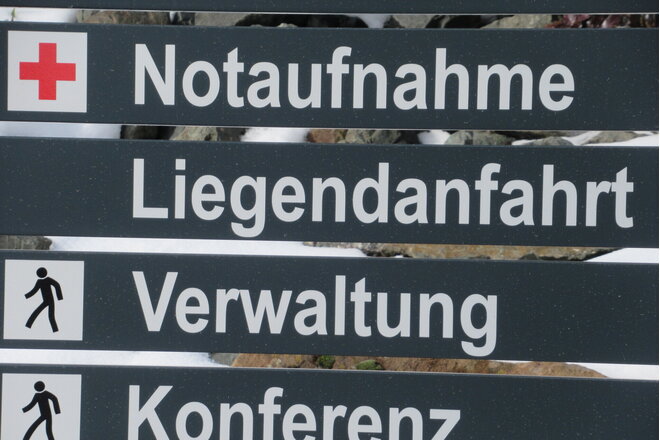 Notaufnahme
Liegendanfahrt
Verwaltung
Konferenz